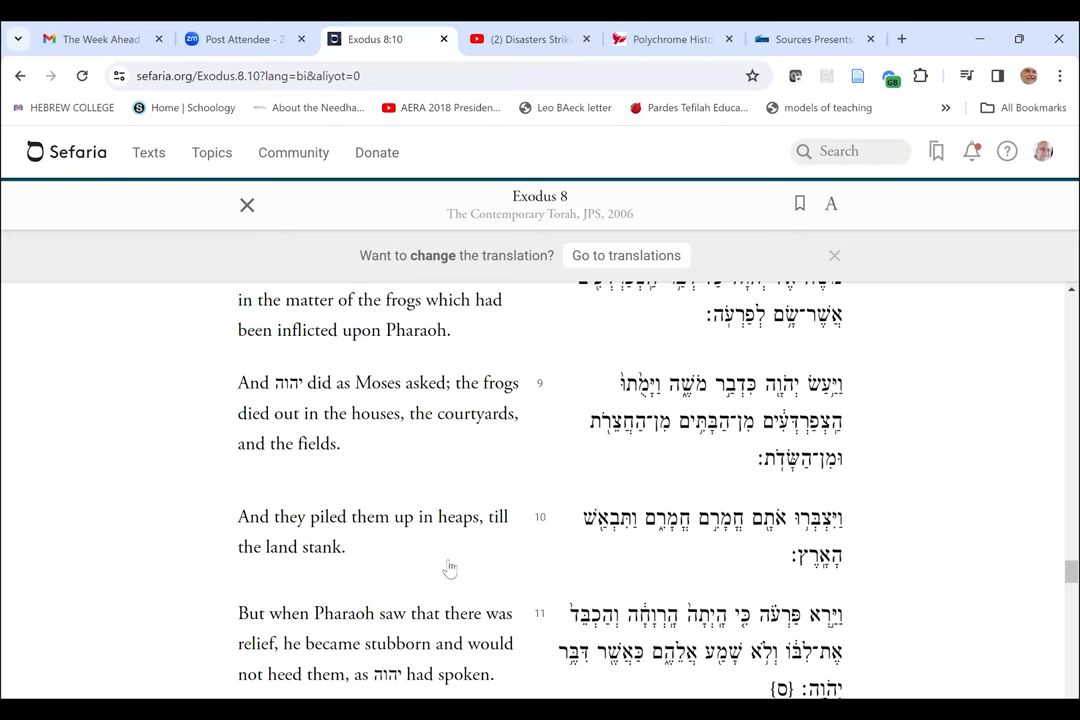 The Week Ahead
Post Attendee - Z
Exodus 8:10
(2) Disasters Strik
Polychrome Histo
Sources Presents:
sefaria.org/Exodus.8.10?lang=bi&aliyot=0
GB
HEBREW COLLEGE
Home | Schoology
About the Needha...
AERA 2018 Presiden...
Leo BAeck letter
Pardes Tefilah Educa...
models of teaching
»
All Bookmarks
Sefaria
Texts
Topics
Community
Donate
Search
Exodus 8
A
The Contemporary Torah, JPS, 2006
Want to change the translation?
Go to translations
in the matter of the frogs which had
been inflicted upon Pharaoh.
אֲשֶׁר־שָׂ֥ם לְפַרְעֹֽה׃
And יהוה did as Moses asked; the frogs
died out in the houses, the courtyards,
and the fields.
9
וַיַּ֥עַשׂ יְהֹוָ֖ה כִּדְבַ֣ר מֹשֶׁ֑ה וַיָּמֻ֙תוּ֙
הַֽצְפַרְדְּעִ֔ים מִן־הַבָּתִּ֥ים מִן־הַחֲצֵרֹ֖ת
וּמִן־הַשָּׂדֹֽת׃
And they piled them up in heaps, till
the land stank.
10
וַיִּצְבְּר֥וּ אֹתָ֖ם חֳמָרִ֣ם חֳמָרִ֑ם וַתִּבְאַ֖שׁ
הָאָֽרֶץ׃
But when Pharaoh saw that there was
relief, he became stubborn and would
not heed them, as יהוה had spoken.
11
וַיַּ֣רְא פַּרְעֹ֗ה כִּ֤י הָֽיְתָה֙ הָֽרְוָחָ֔ה וְהַכְבֵּד֙
אֶת־לִבּ֔וֹ וְלֹ֥א שָׁמַ֖ע אֲלֵהֶ֑ם כַּאֲשֶׁ֖ר דִּבֶּ֥ר
יְהֹוָֽה׃ {ס}